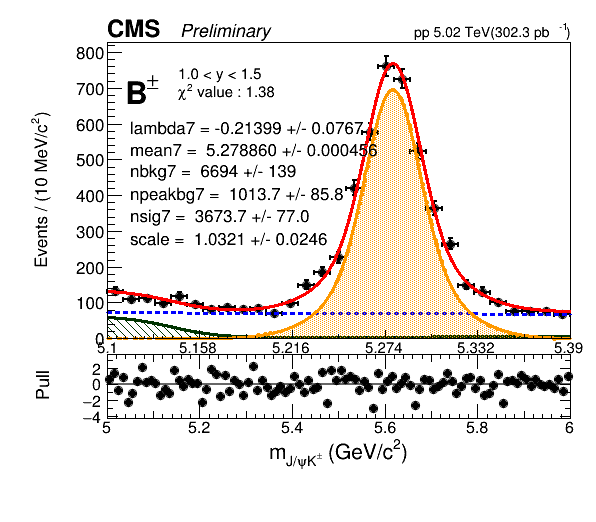 CMS Preliminary pp 5.02 TeV(302.3 pb⁻¹)
B± 1.0 < y < 1.5
χ² value : 1.38
lambda7 = -0.21399 +/- 0.0767
mean7 = 5.278860 +/- 0.000456
nbkg7 = 6694 +/- 139
npeakbg7 = 1013.7 +/- 85.8
nsig7 = 3673.7 +/- 77.0
scale = 1.0321 +/- 0.0246
Events / (10 MeV/c²)
800
700
600
500
400
300
200
100
0
5.1 5.158 5.216 5.274 5.332 5.39
Pull
2
0
−2
−4
5 5.2 5.4 5.6 5.8 6
m J/ψK± (GeV/c²)